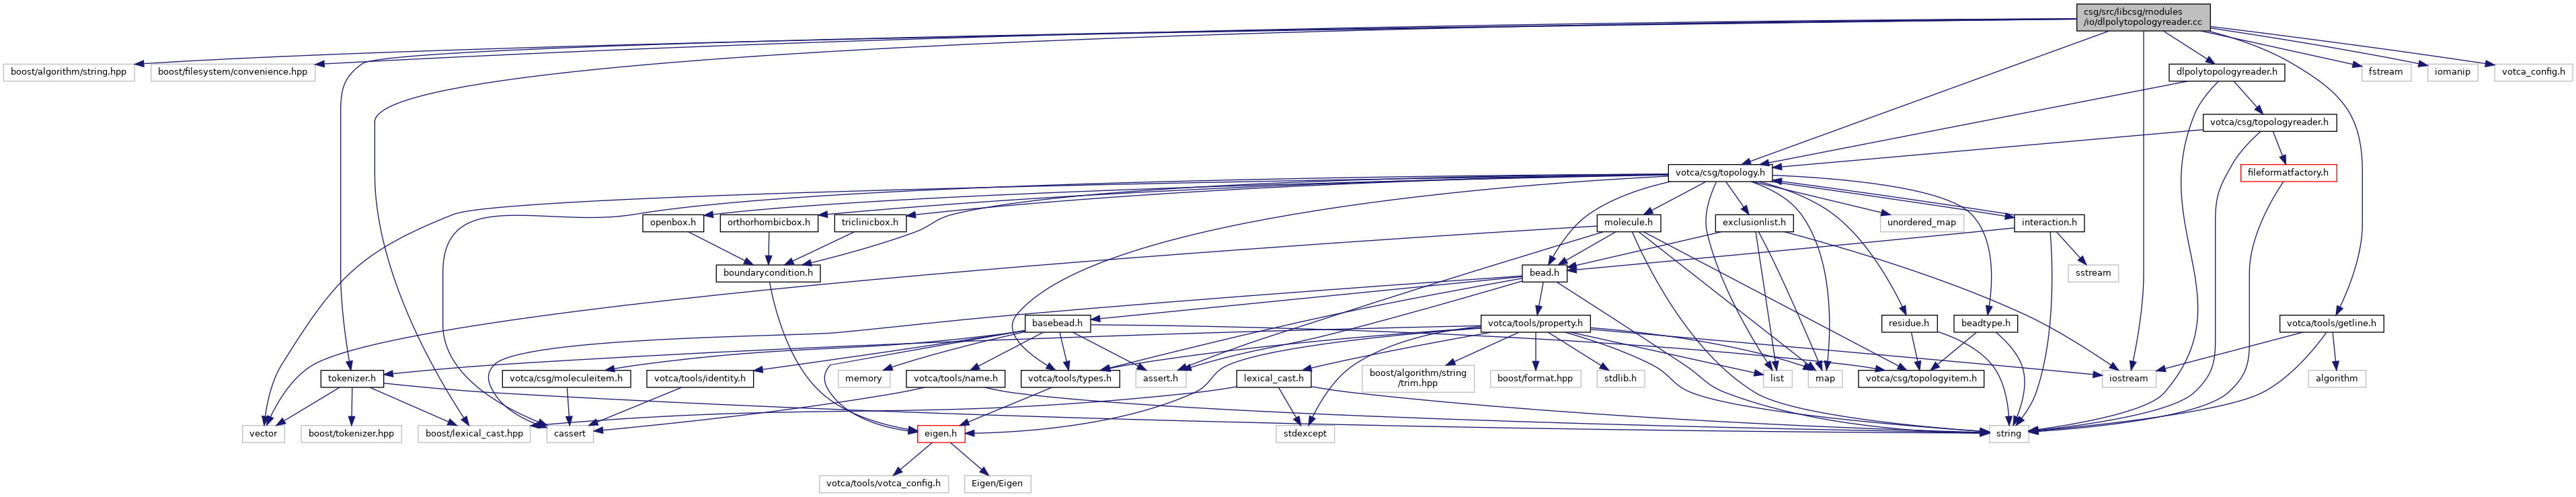 csg/src/libcsg/modules
/io/dlpolytopologyreader.cc
boost/algorithm/string.hpp
boost/filesystem/convenience.hpp
dlpolytopologyreader.h
fstream
iomanip
votca_config.h
votca/csg/topologyreader.h
votca/csg/topology.h
fileformatfactory.h
openbox.h
orthorhombicbox.h
triclinicbox.h
molecule.h
exclusionlist.h
unordered_map
interaction.h
boundarycondition.h
bead.h
sstream
basebead.h
votca/tools/property.h
residue.h
beadtype.h
votca/tools/getline.h
tokenizer.h
votca/csg/moleculeitem.h
votca/tools/identity.h
memory
votca/tools/name.h
votca/tools/types.h
assert.h
lexical_cast.h
boost/algorithm/string
/trim.hpp
boost/format.hpp
stdlib.h
list
map
votca/csg/topologyitem.h
iostream
algorithm
vector
boost/tokenizer.hpp
boost/lexical_cast.hpp
cassert
eigen.h
stdexcept
string
votca/tools/votca_config.h
Eigen/Eigen